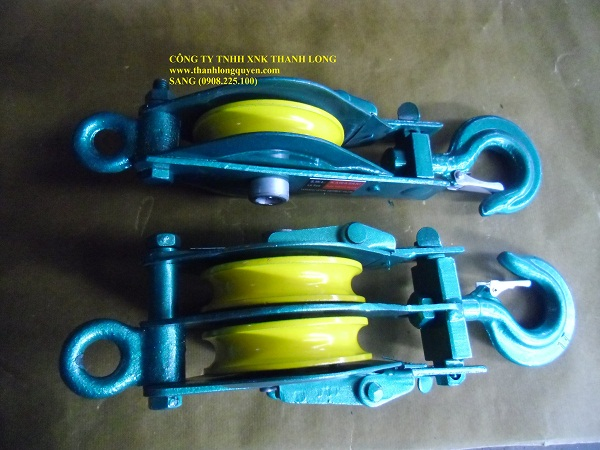 CÔNG TY TNHH XNK THANH LONG
www.thanhlongquyen.com
SANG (0908.225.100)